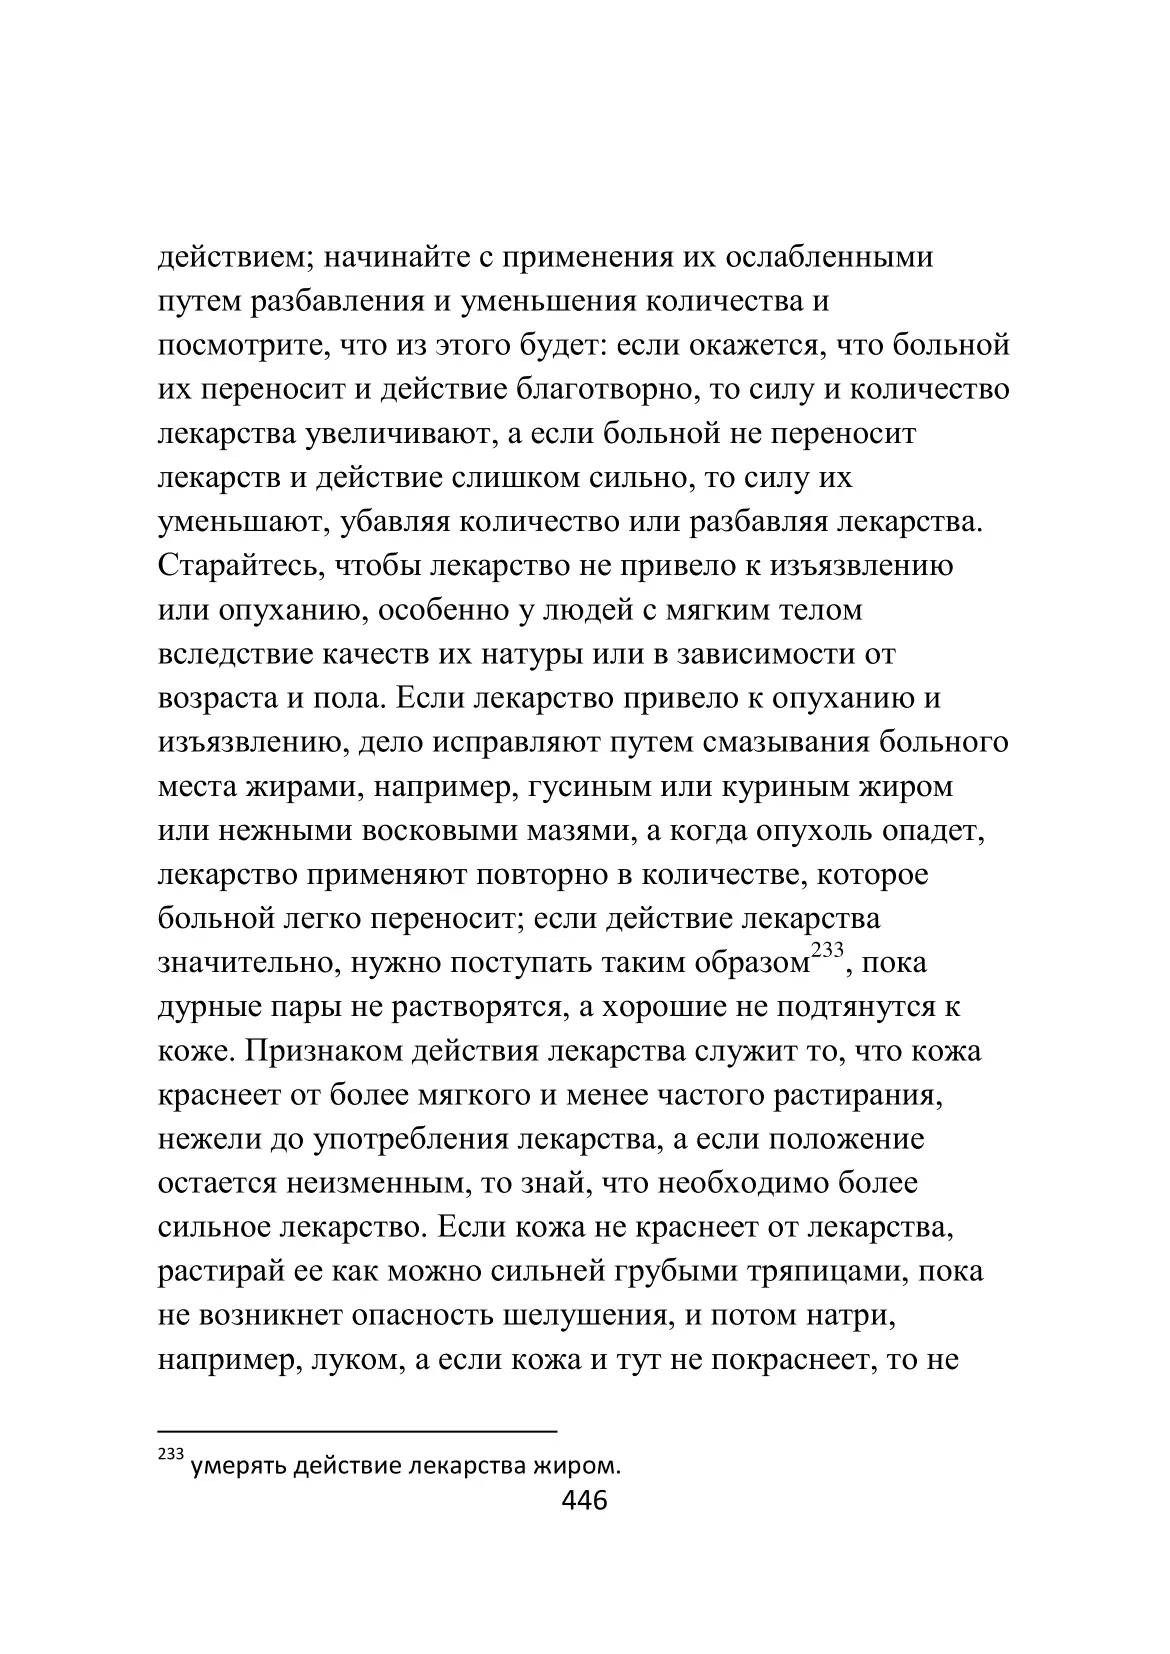 действием; начинайте с применения их ослабленными
путем разбавления и уменьшения количества и
посмотрите, что из этого будет: если окажется, что больной
их переносит и действие благотворно, то силу и количество
лекарства увеличивают, а если больной не переносит
лекарств и действие слишком сильно, то силу их
уменьшают, убавляя количество или разбавляя лекарства.
Старайтесь, чтобы лекарство не привело к изъязвлению
или опуханию, особенно у людей с мягким телом
вследствие качеств их натуры или в зависимости от
возраста и пола. Если лекарство привело к опуханию и
изъязвлению, дело исправляют путем смазывания больного
места жирами, например, гусиным или куриным жиром
или нежными восковыми мазями, а когда опухоль опадет,
лекарство применяют повторно в количестве, которое
больной легко переносит; если действие лекарства
значительно, нужно поступать таким образом233, пока
дурные пары не растворятся, а хорошие не подтянутся к
коже. Признаком действия лекарства служит то, что кожа
краснеет от более мягкого и менее частого растирания,
нежели до употребления лекарства, а если положение
остается неизменным, то знай, что необходимо более
сильное лекарство. Если кожа не краснеет от лекарства,
растирай ее как можно сильней грубыми тряпицами, пока
не возникнет опасность шелушения, и потом натри,
например, луком, а если кожа и тут не покраснеет, то не
233 умерять действие лекарства жиром.
446